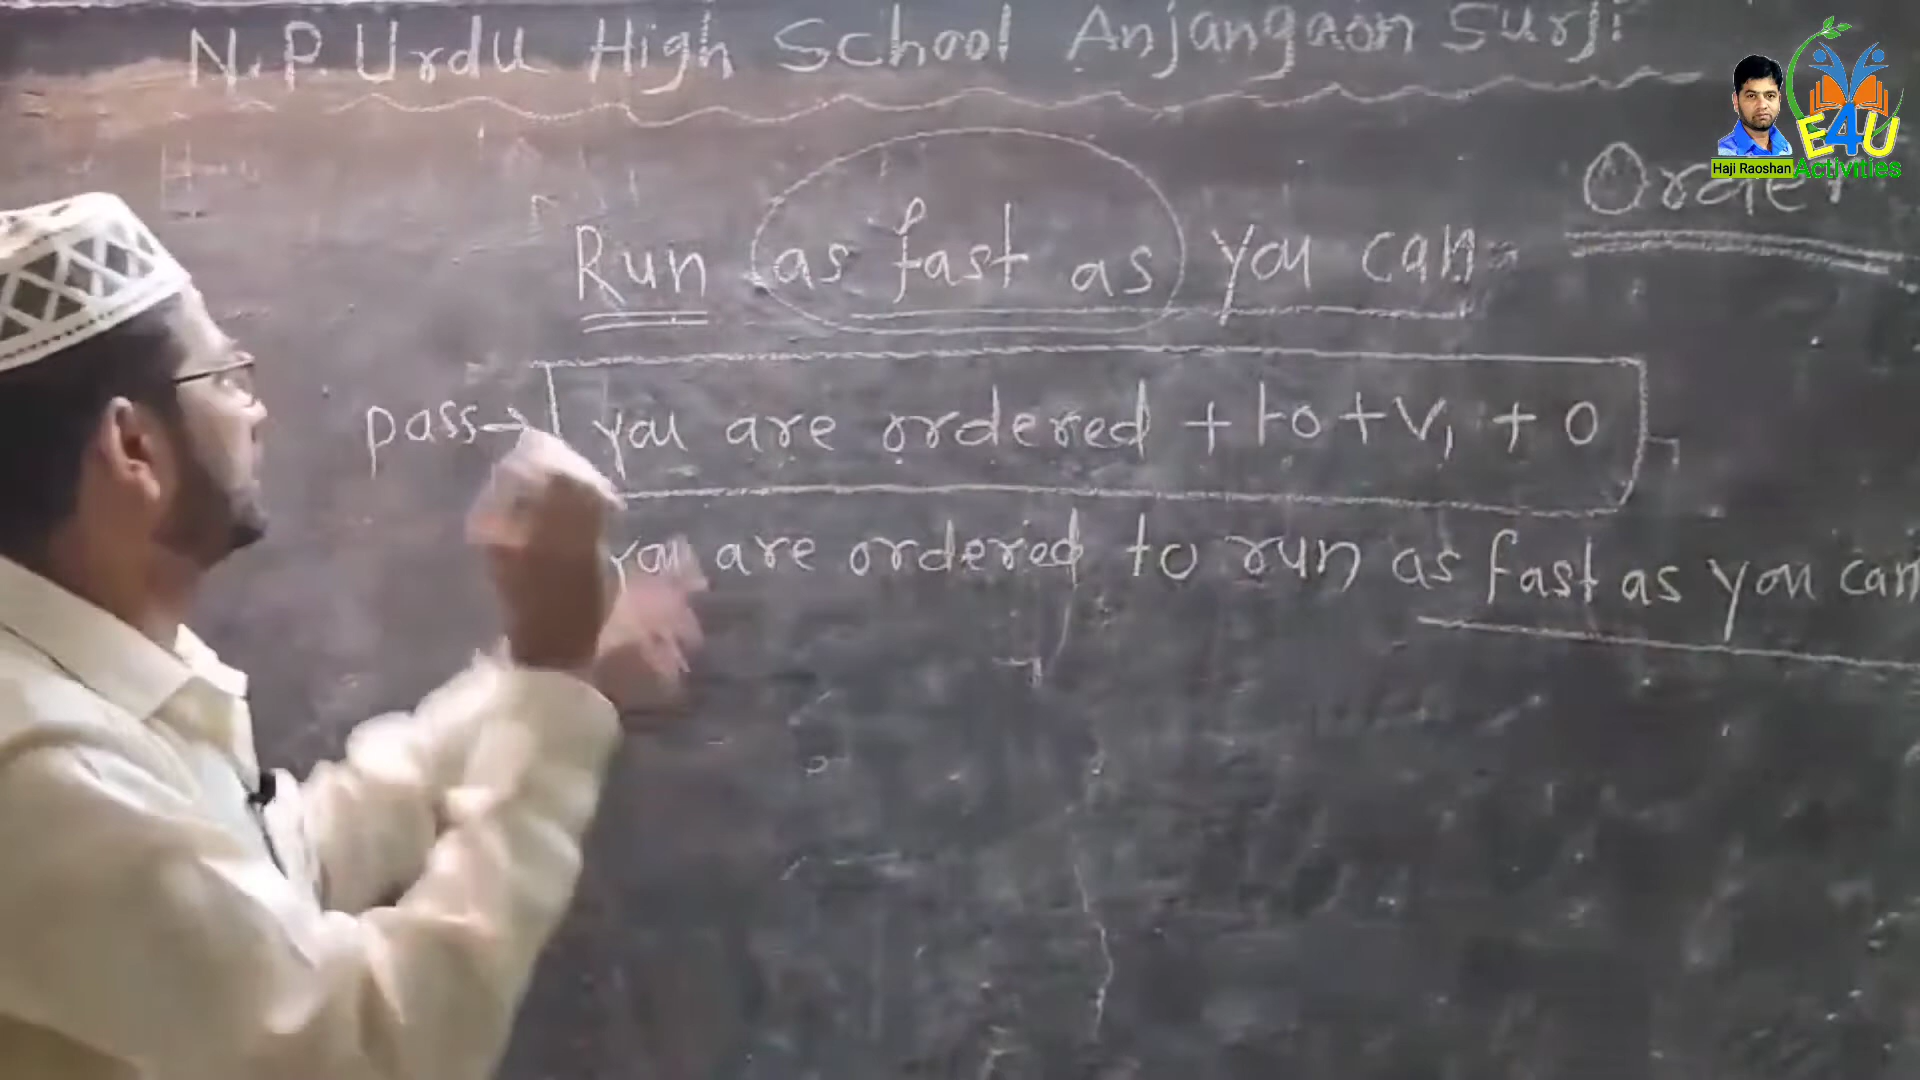 N.P. Urdu High School Anjangaon Surji
Haji Raoshan
E4U
Activities
Order
Run as fast as you can
pass→ you are ordered + to + V1 + O
you are ordered to run as fast as you can